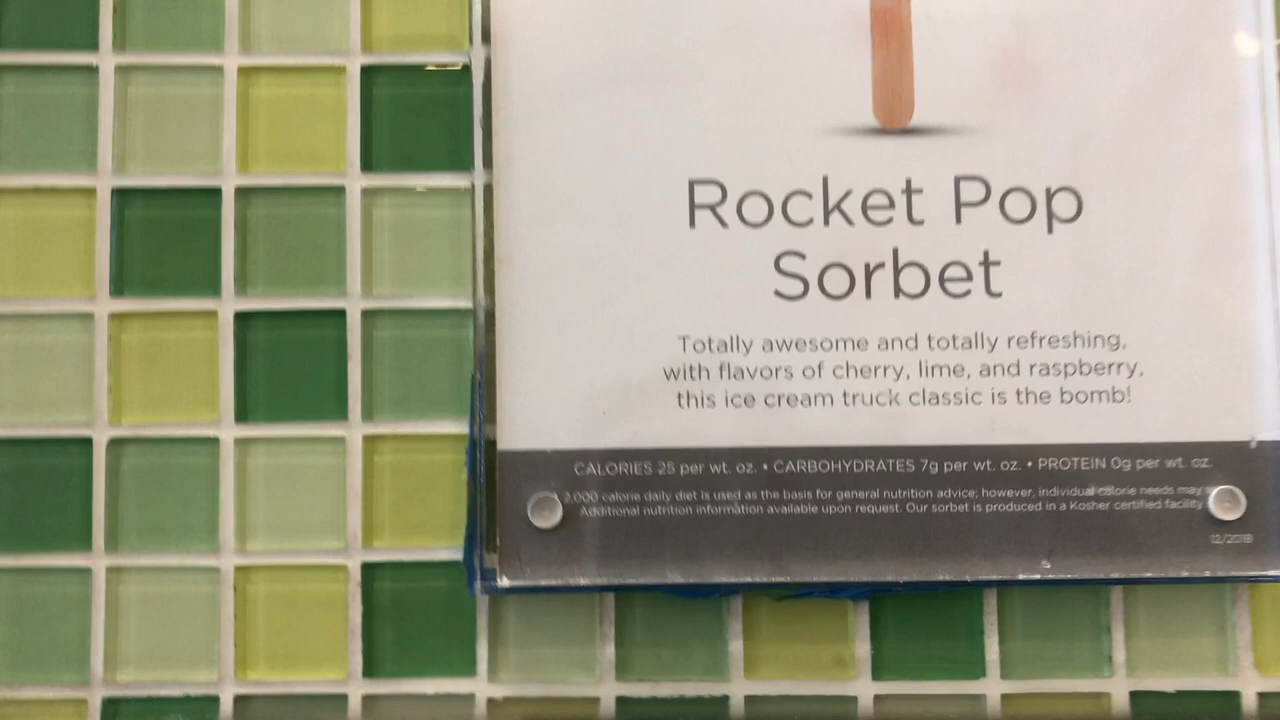 Rocket Pop
Sorbet
Totally awesome and totally refreshing,
with flavors of cherry, lime, and raspberry,
this ice cream truck classic is the bomb!
CALORIES 25 per wt. oz. • CARBOHYDRATES 7g per wt. oz. • PROTEIN 0g per wt. oz.
2,000 calorie daily diet is used as the basis for general nutrition advice; however, individual calorie needs may
Additional nutrition information available upon request. Our sorbet is produced in a Kosher certified facility
12/2018